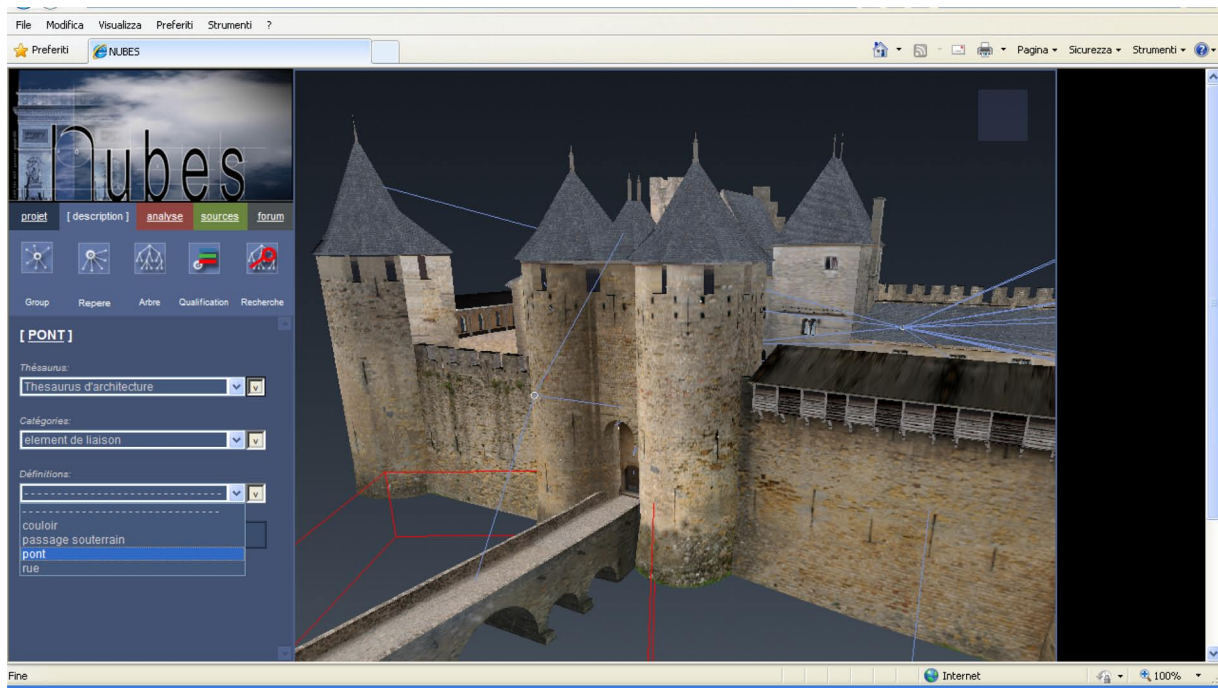 File Modifica Visualizza Preferiti Strumenti ?
Preferiti NUBES Pagina Sicurezza Strumenti
nubes
projet [ description ] analyse sources forum
Group Repere Arbre Qualification Recherche
[ PONT ]
Thésaurus:
Thesaurus d'architecture v
Catégories:
element de liaison v
Définitions:
- - - - - - - - - - - - - - - - - - - - - - - - - - - - - v
- - - - - - - - - - - - - - - - - - - - - - - - - - - - -
couloir
passage souterrain
pont
rue
Fine Internet 100%